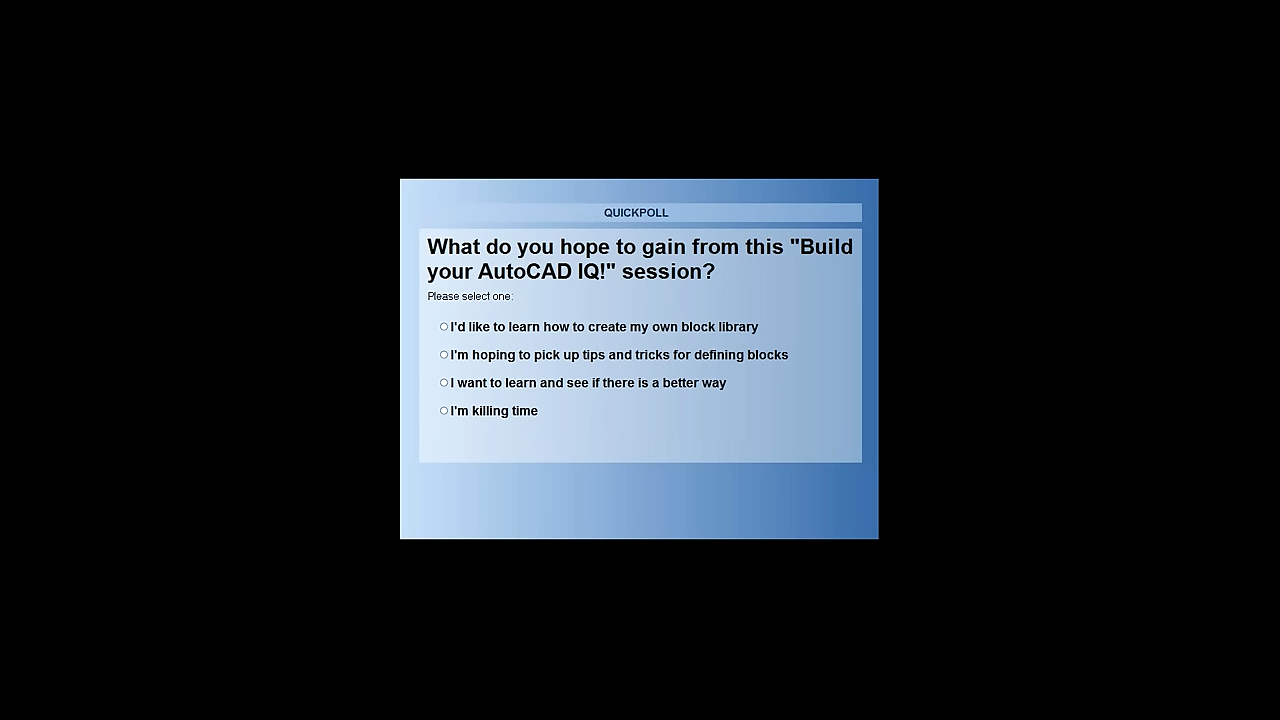 QUICKPOLL
What do you hope to gain from this "Build
your AutoCAD IQ!" session?
Please select one:
I'd like to learn how to create my own block library
I'm hoping to pick up tips and tricks for defining blocks
I want to learn and see if there is a better way
I'm killing time